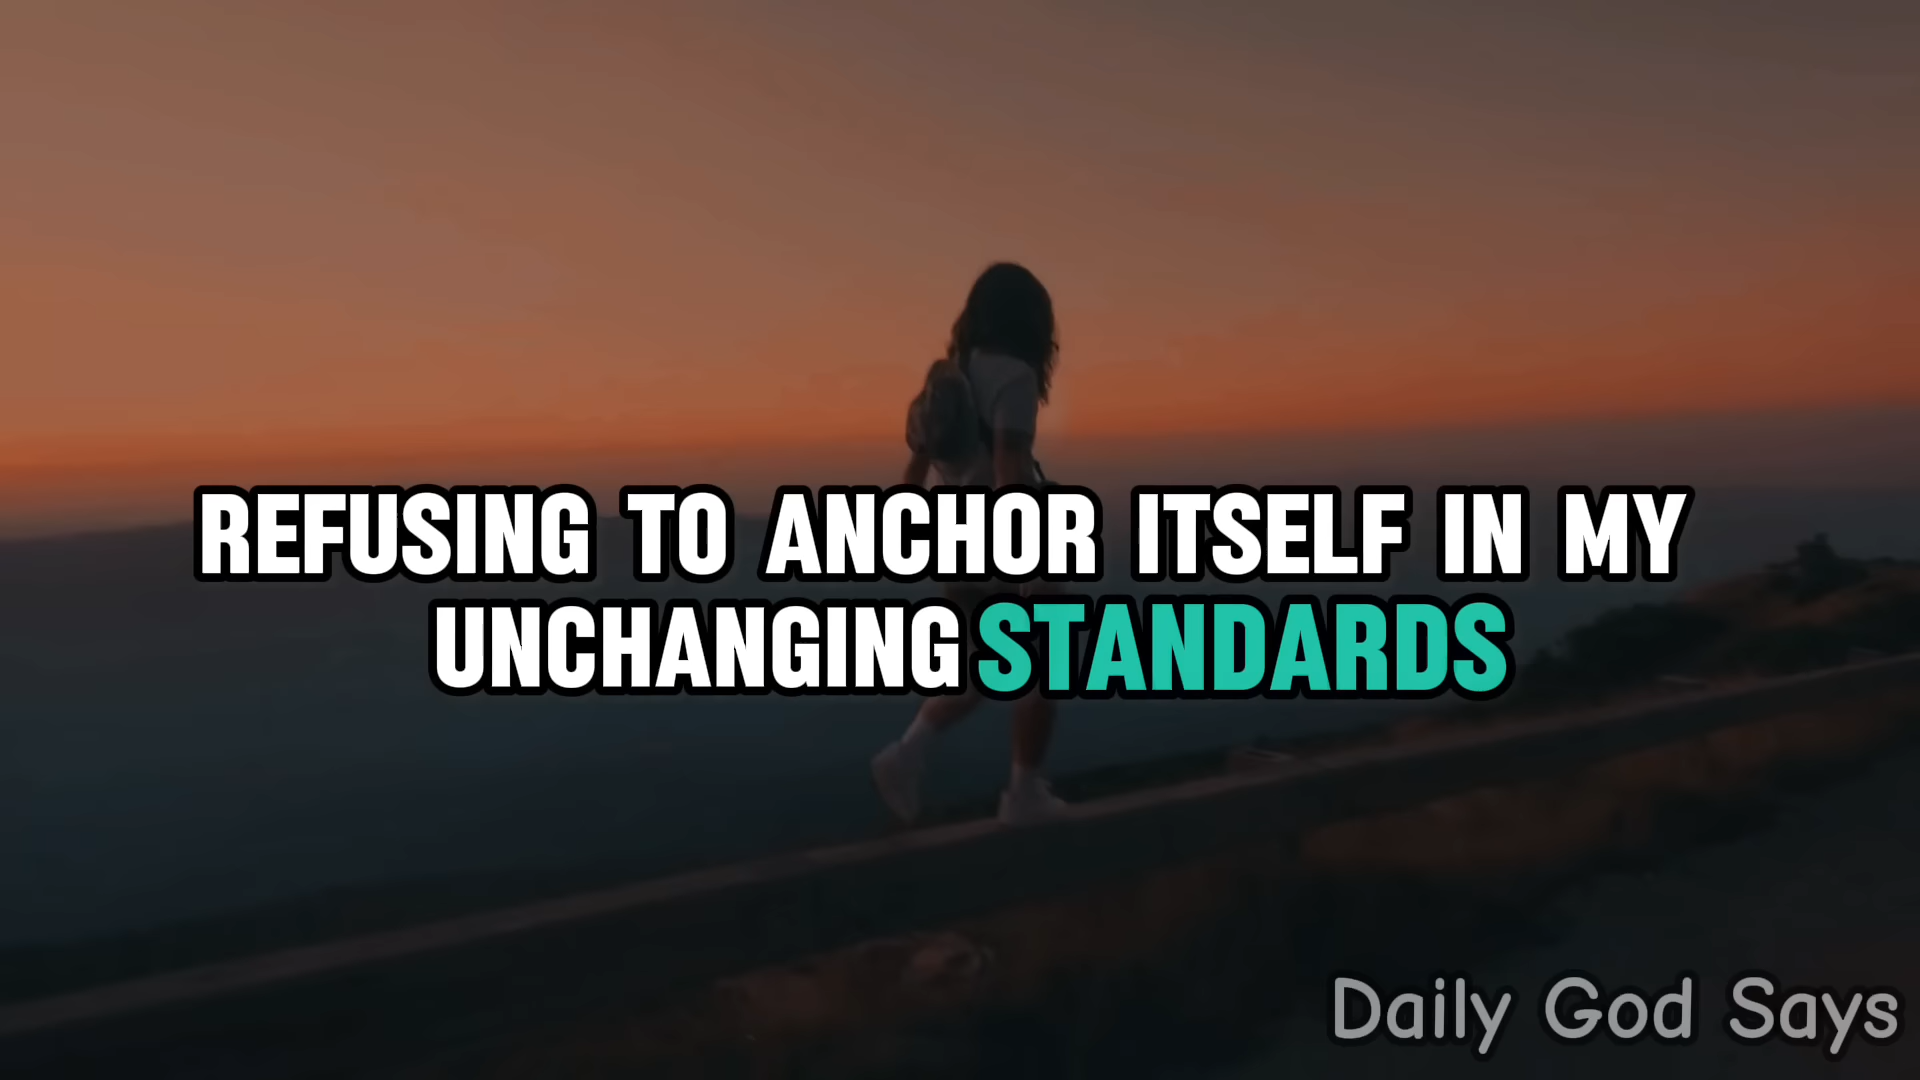 REFUSING TO ANCHOR ITSELF IN MY
UNCHANGING STANDARDS
Daily God Says